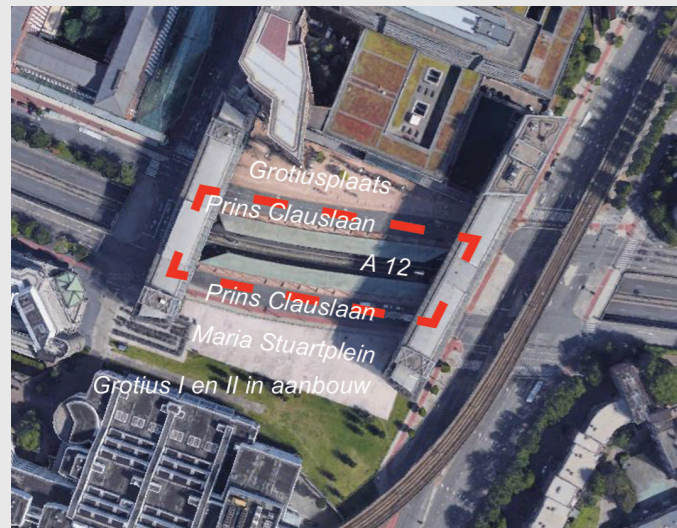 Grotiusplaats
Prins Clauslaan
A 12
Prins Clauslaan
Maria Stuartplein
Grotius I en II in aanbouw